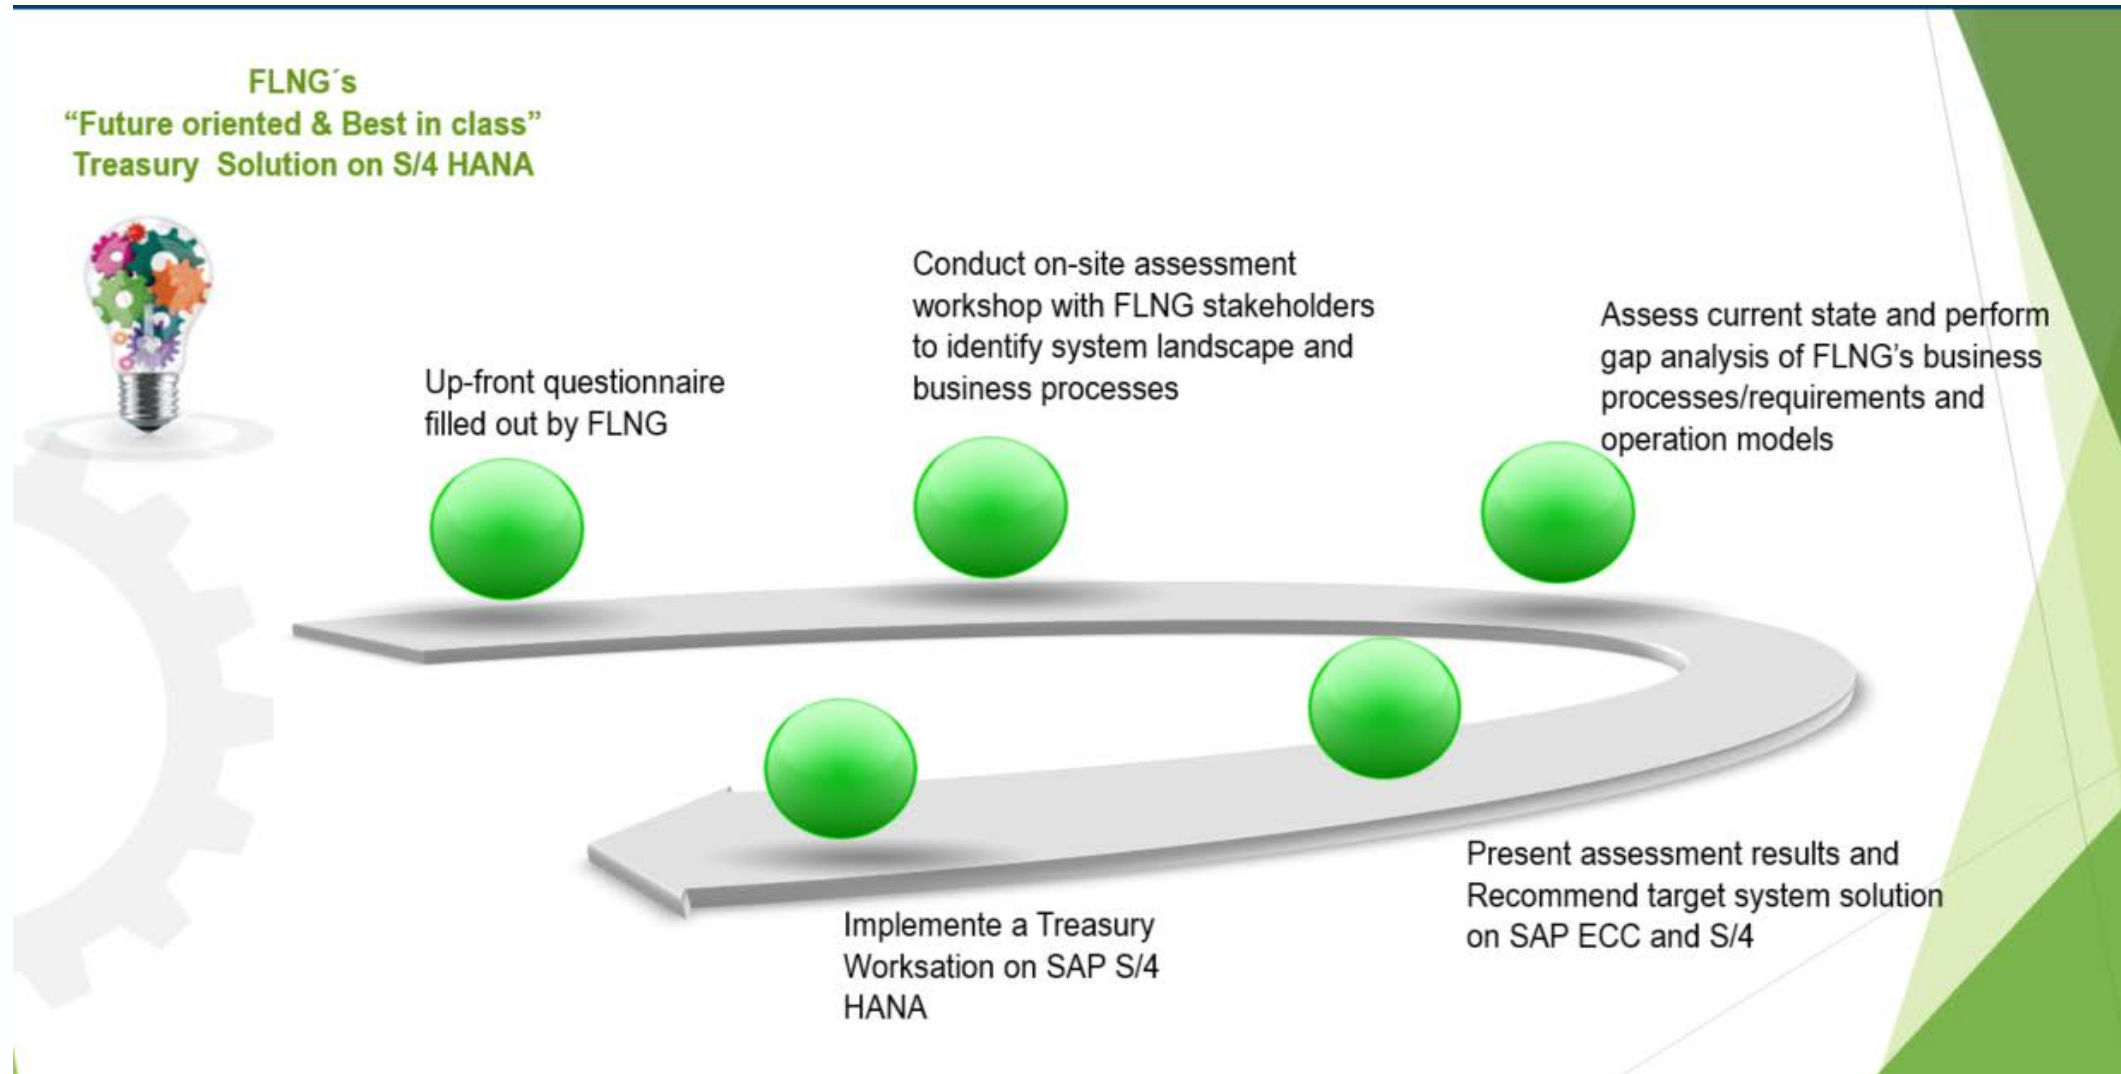 FLNG´s
“Future oriented & Best in class”
Treasury Solution on S/4 HANA
Up-front questionnaire
filled out by FLNG
Conduct on-site assessment
workshop with FLNG stakeholders
to identify system landscape and
business processes
Assess current state and perform
gap analysis of FLNG’s business
processes/requirements and
operation models
Present assessment results and
Recommend target system solution
on SAP ECC and S/4
Implemente a Treasury
Worksation on SAP S/4
HANA